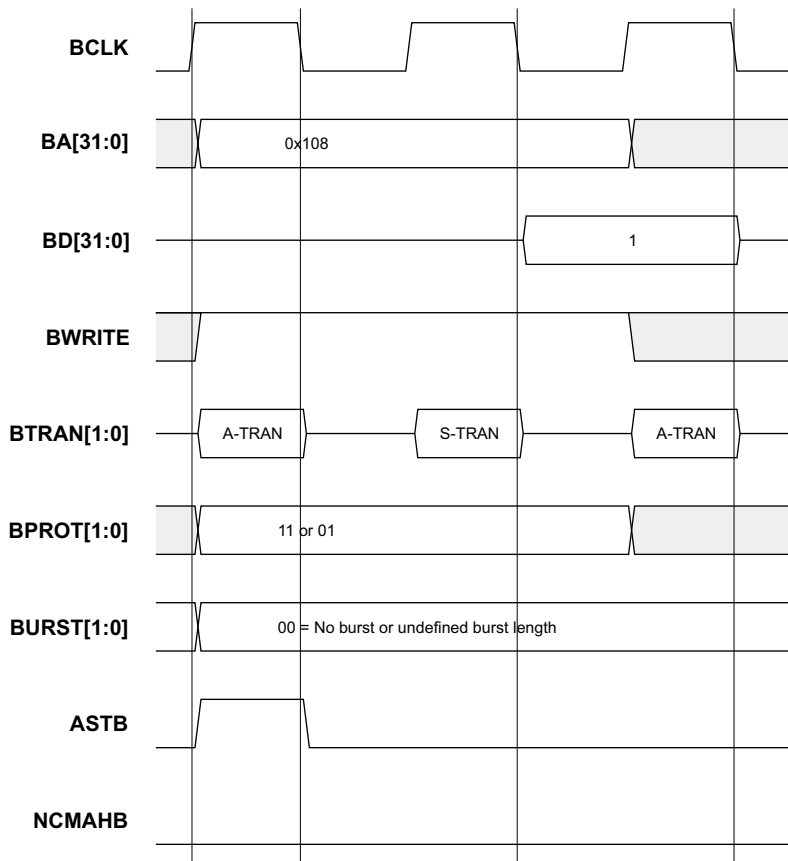 BCLK
BA[31:0]
0x108
BD[31:0]
1
BWRITE
BTRAN[1:0]
A-TRAN
S-TRAN
A-TRAN
BPROT[1:0]
11 or 01
BURST[1:0]
00 = No burst or undefined burst length
ASTB
NCMAHB